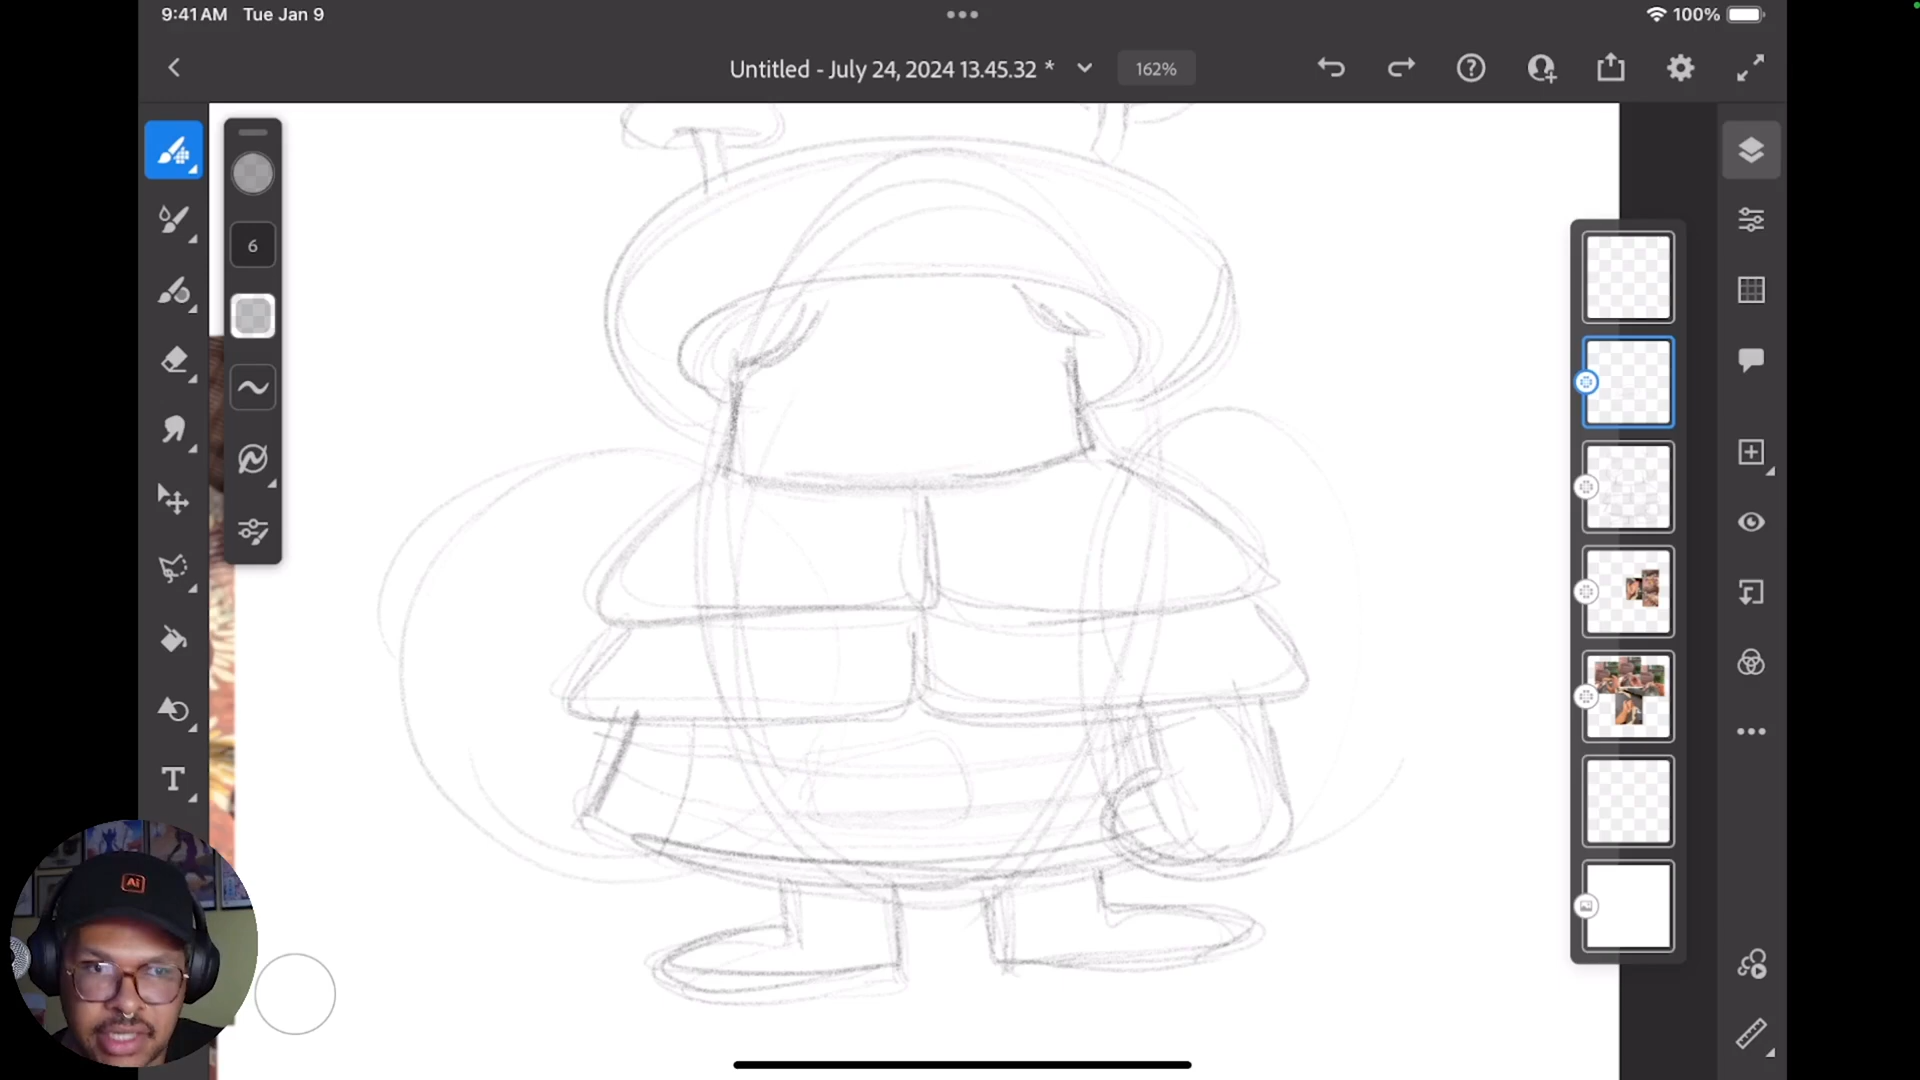 9:41 AM Tue Jan 9
100%
Untitled - July 24, 2024 13.45.32 *
162%
6
T
Ai